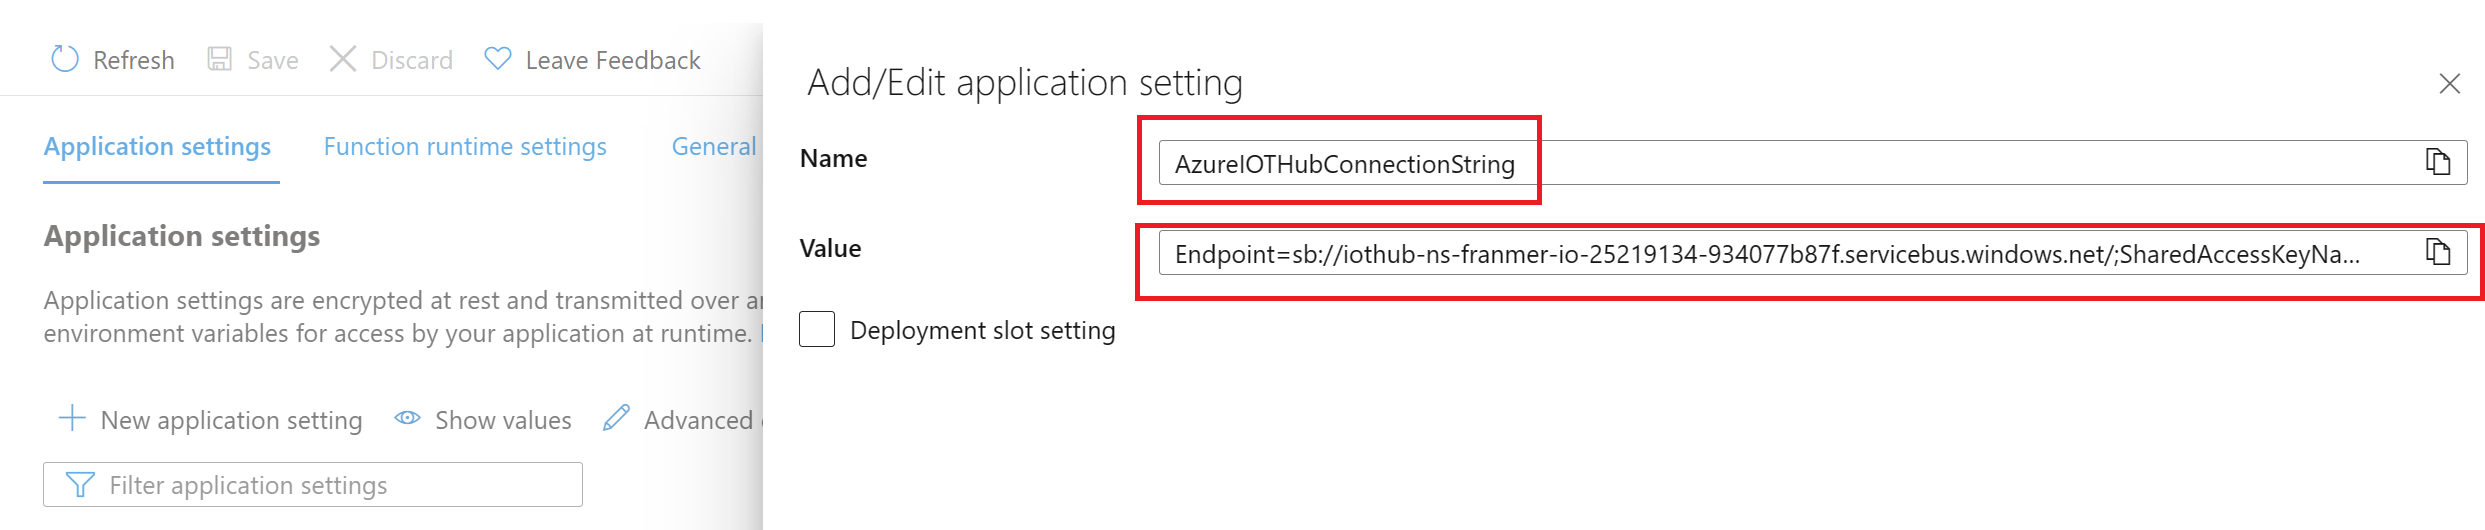 Refresh Save Discard Leave Feedback
Application settings Function runtime settings General
Application settings
Application settings are encrypted at rest and transmitted over
environment variables for access by your application at runtime.
New application setting Show values Advanced
Filter application settings
Add/Edit application setting
Name AzureIOTHubConnectionString
Value Endpoint=sb://iothub-ns-franmer-io-25219134-934077b87f.servicebus.windows.net/;SharedAccessKeyNa...
Deployment slot setting